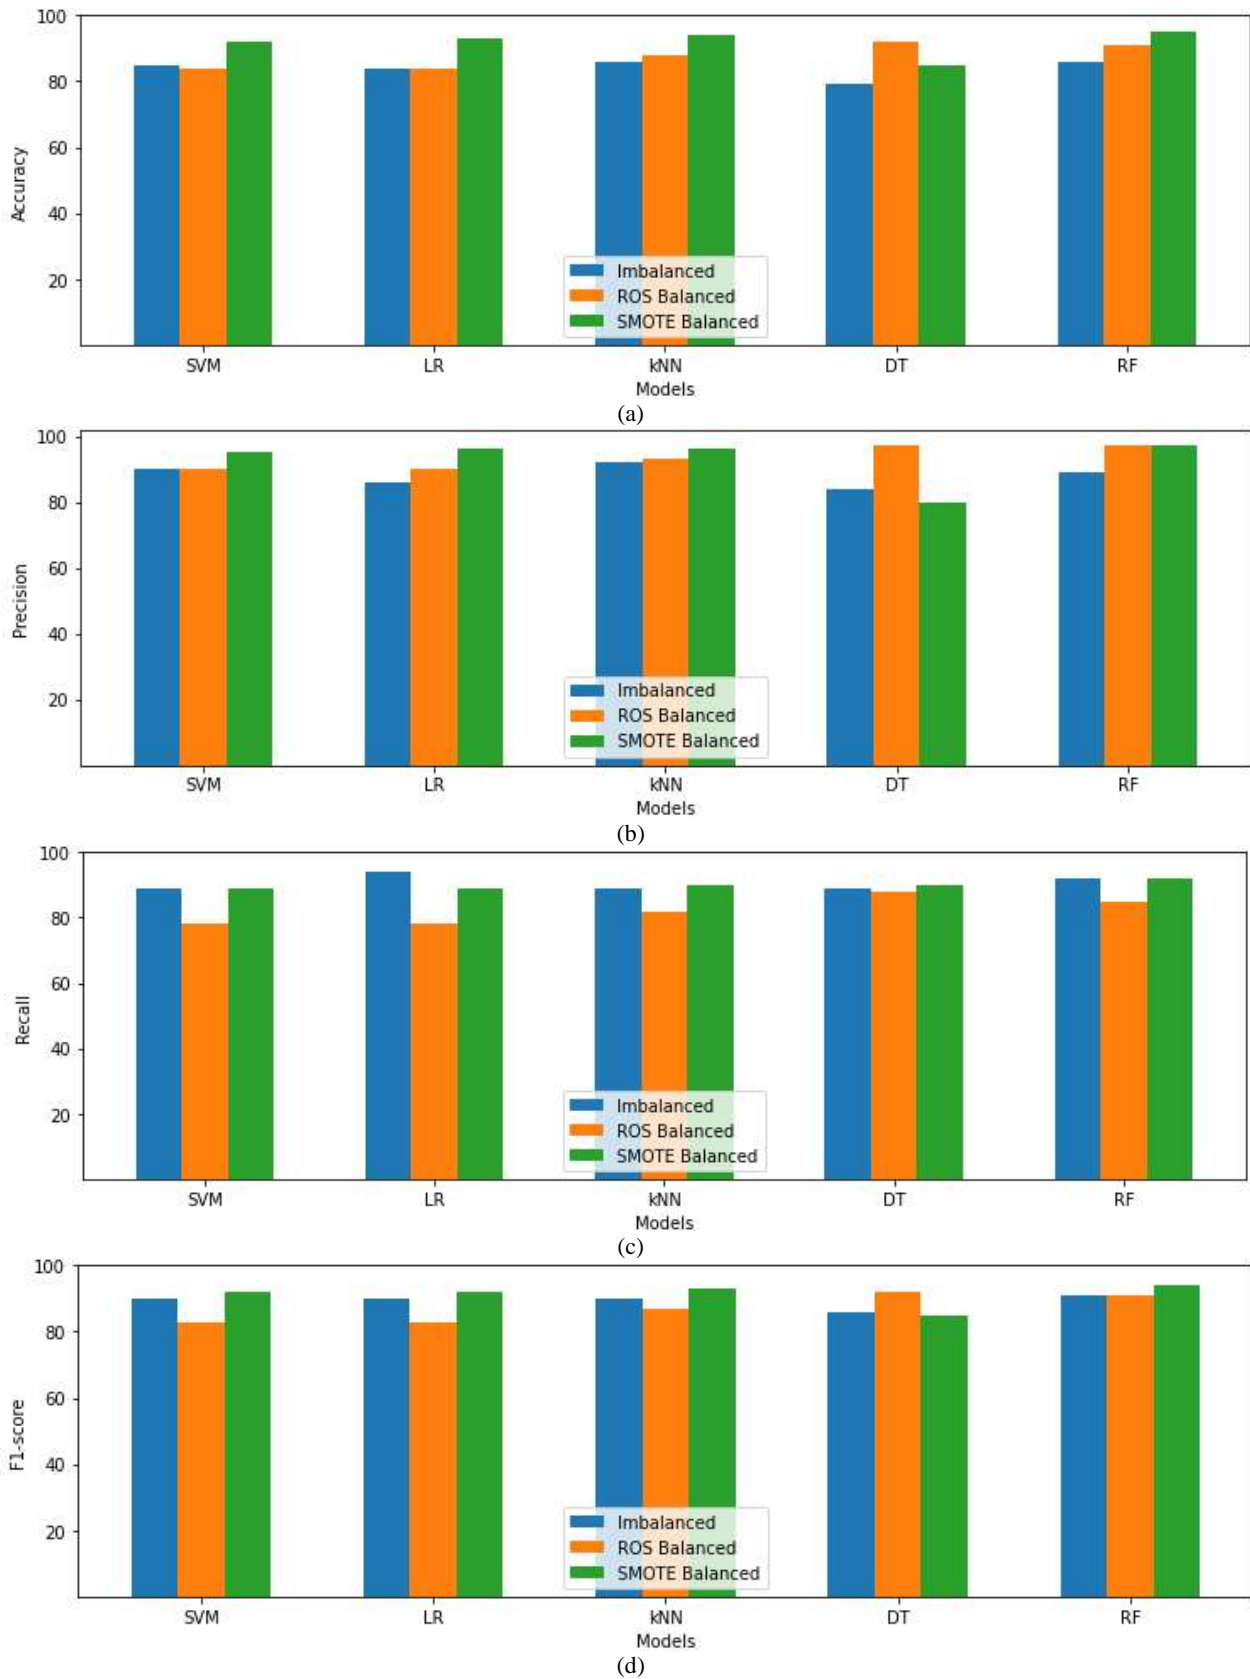 100
80
60
40
20
Accuracy
Imbalanced
ROS Balanced
SMOTE Balanced
SVM LR kNN DT RF
Models
(a)
100
80
60
40
20
Precision
Imbalanced
ROS Balanced
SMOTE Balanced
SVM LR kNN DT RF
Models
(b)
100
80
60
40
20
Recall
Imbalanced
ROS Balanced
SMOTE Balanced
SVM LR kNN DT RF
Models
(c)
100
80
60
40
20
F1-score
Imbalanced
ROS Balanced
SMOTE Balanced
SVM LR kNN DT RF
Models
(d)